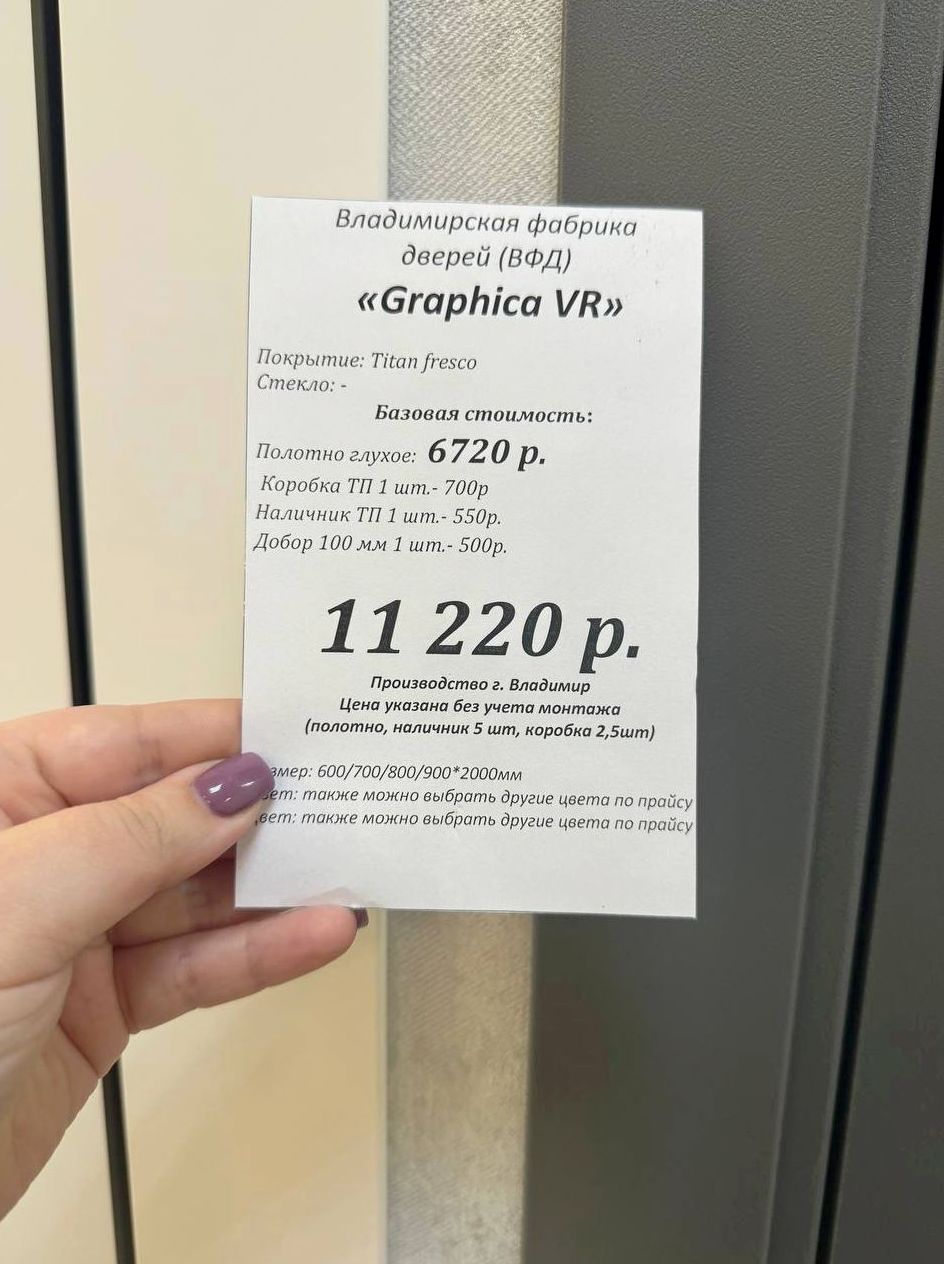 Владимирская фабрика
дверей (ВФД)
«Graphica VR»
Покрытие: Titan fresco
Стекло: -
Базовая стоимость:
Полотно глухое: 6720 р.
Коробка ТП 1 шт.- 700р
Наличник ТП 1 шт.- 550р.
Добор 100 мм 1 шт.- 500р.
11 220 р.
Производство г. Владимир
Цена указана без учета монтажа
(полотно, наличник 5 шт, коробка 2,5шт)
змер: 600/700/800/900*2000мм
вет: также можно выбрать другие цвета по прайсу
вет: также можно выбрать другие цвета по прайсу